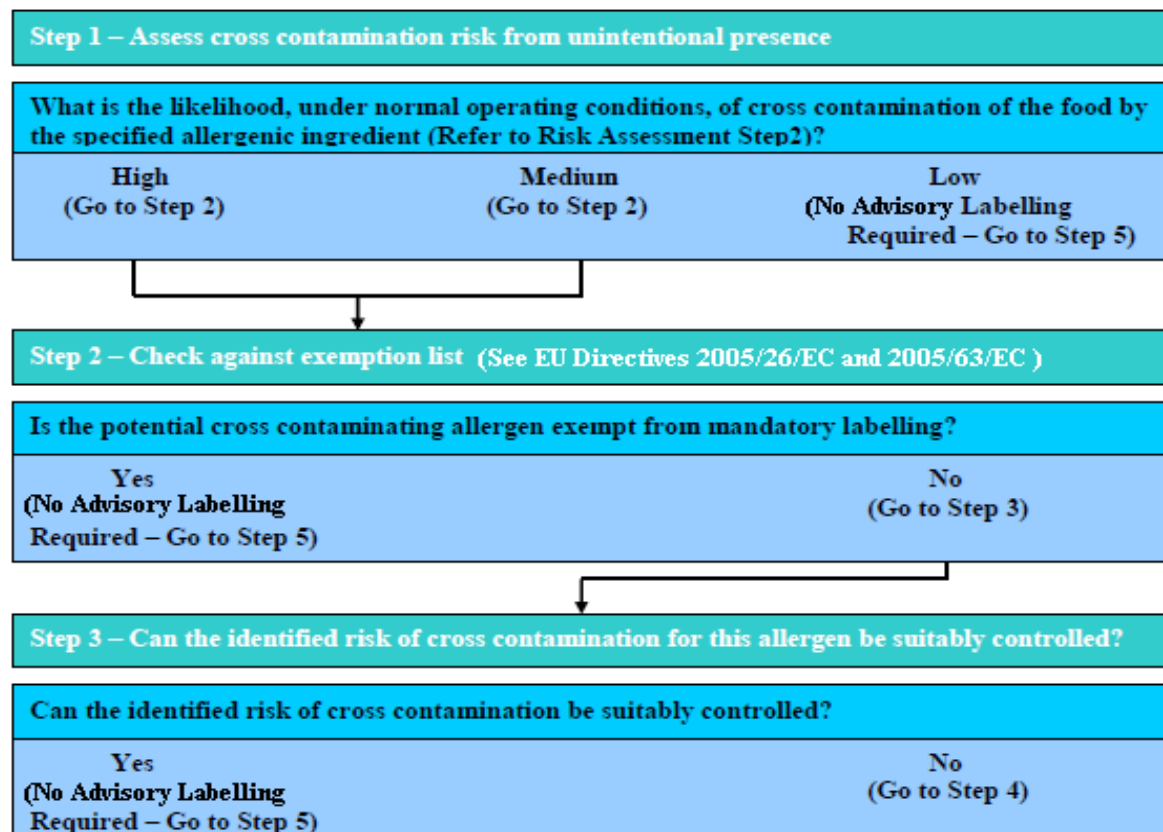 Step 1 – Assess cross contamination risk from unintentional presence
What is the likelihood, under normal operating conditions, of cross contamination of the food by
the specified allergenic ingredient (Refer to Risk Assessment Step2)?
High
(Go to Step 2)
Medium
(Go to Step 2)
Low
(No Advisory Labelling
Required – Go to Step 5)
Step 2 – Check against exemption list (See EU Directives 2005/26/EC and 2005/63/EC )
Is the potential cross contaminating allergen exempt from mandatory labelling?
Yes
(No Advisory Labelling
Required – Go to Step 5)
No
(Go to Step 3)
Step 3 – Can the identified risk of cross contamination for this allergen be suitably controlled?
Can the identified risk of cross contamination be suitably controlled?
Yes
(No Advisory Labelling
Required – Go to Step 5)
No
(Go to Step 4)